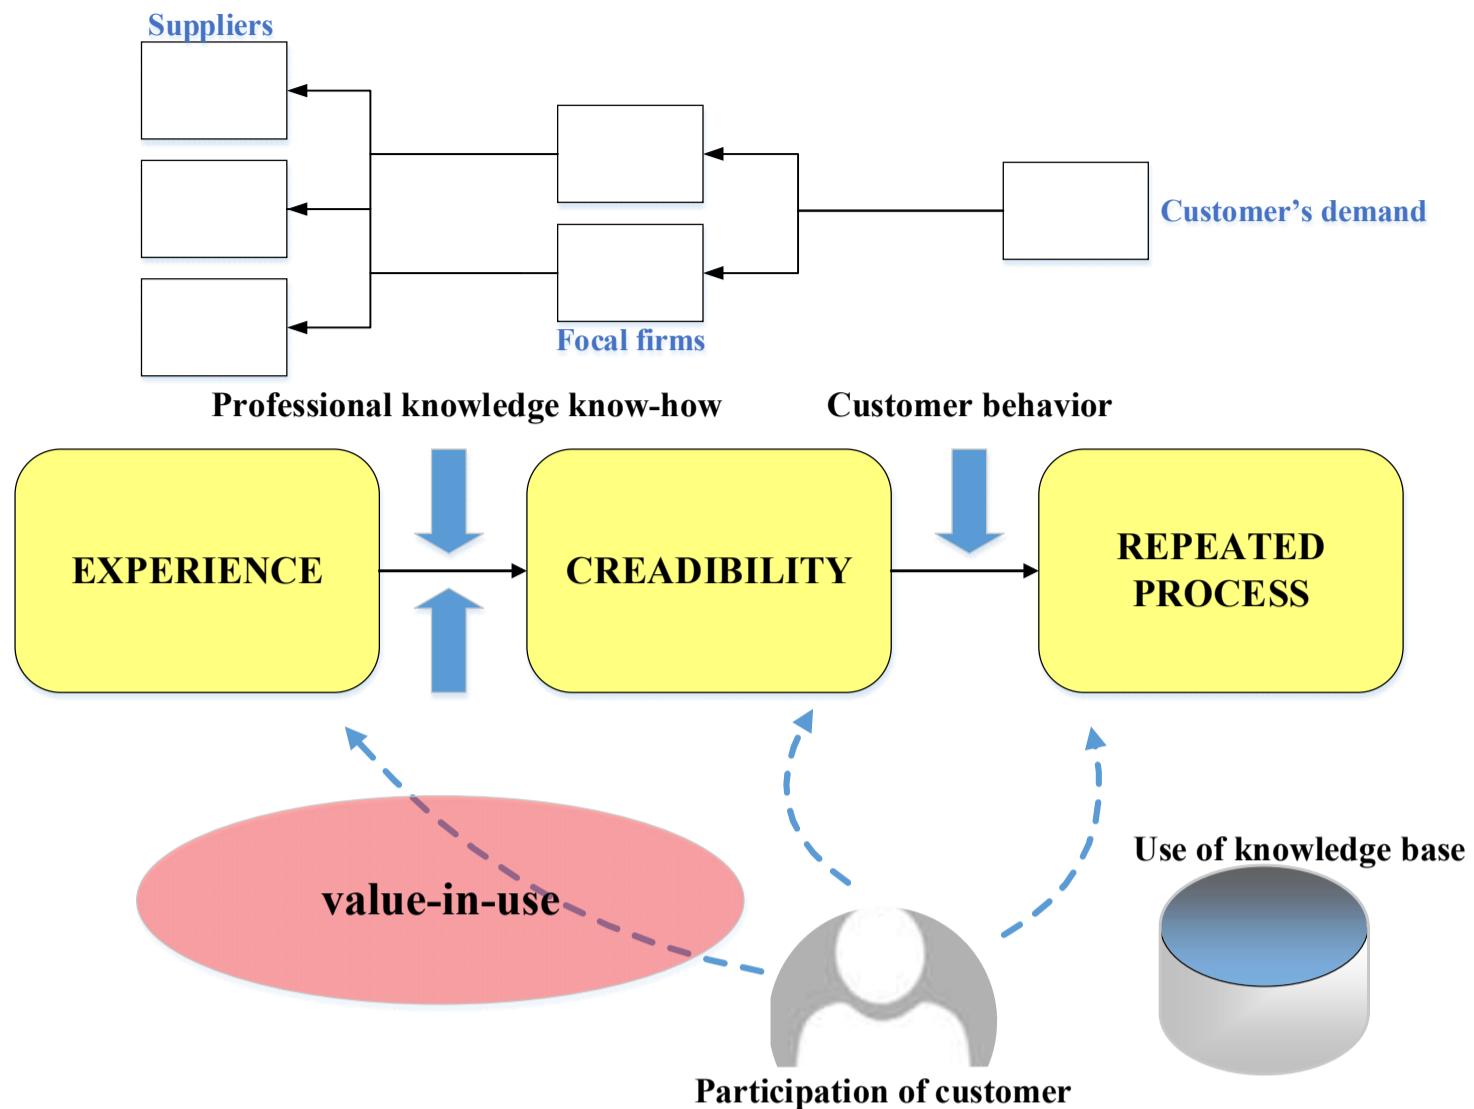 Suppliers
Customer’s demand
Focal firms
Professional knowledge know-how
Customer behavior
EXPERIENCE
CREADIBILITY
REPEATED
PROCESS
Use of knowledge base
value-in-use
Participation of customer